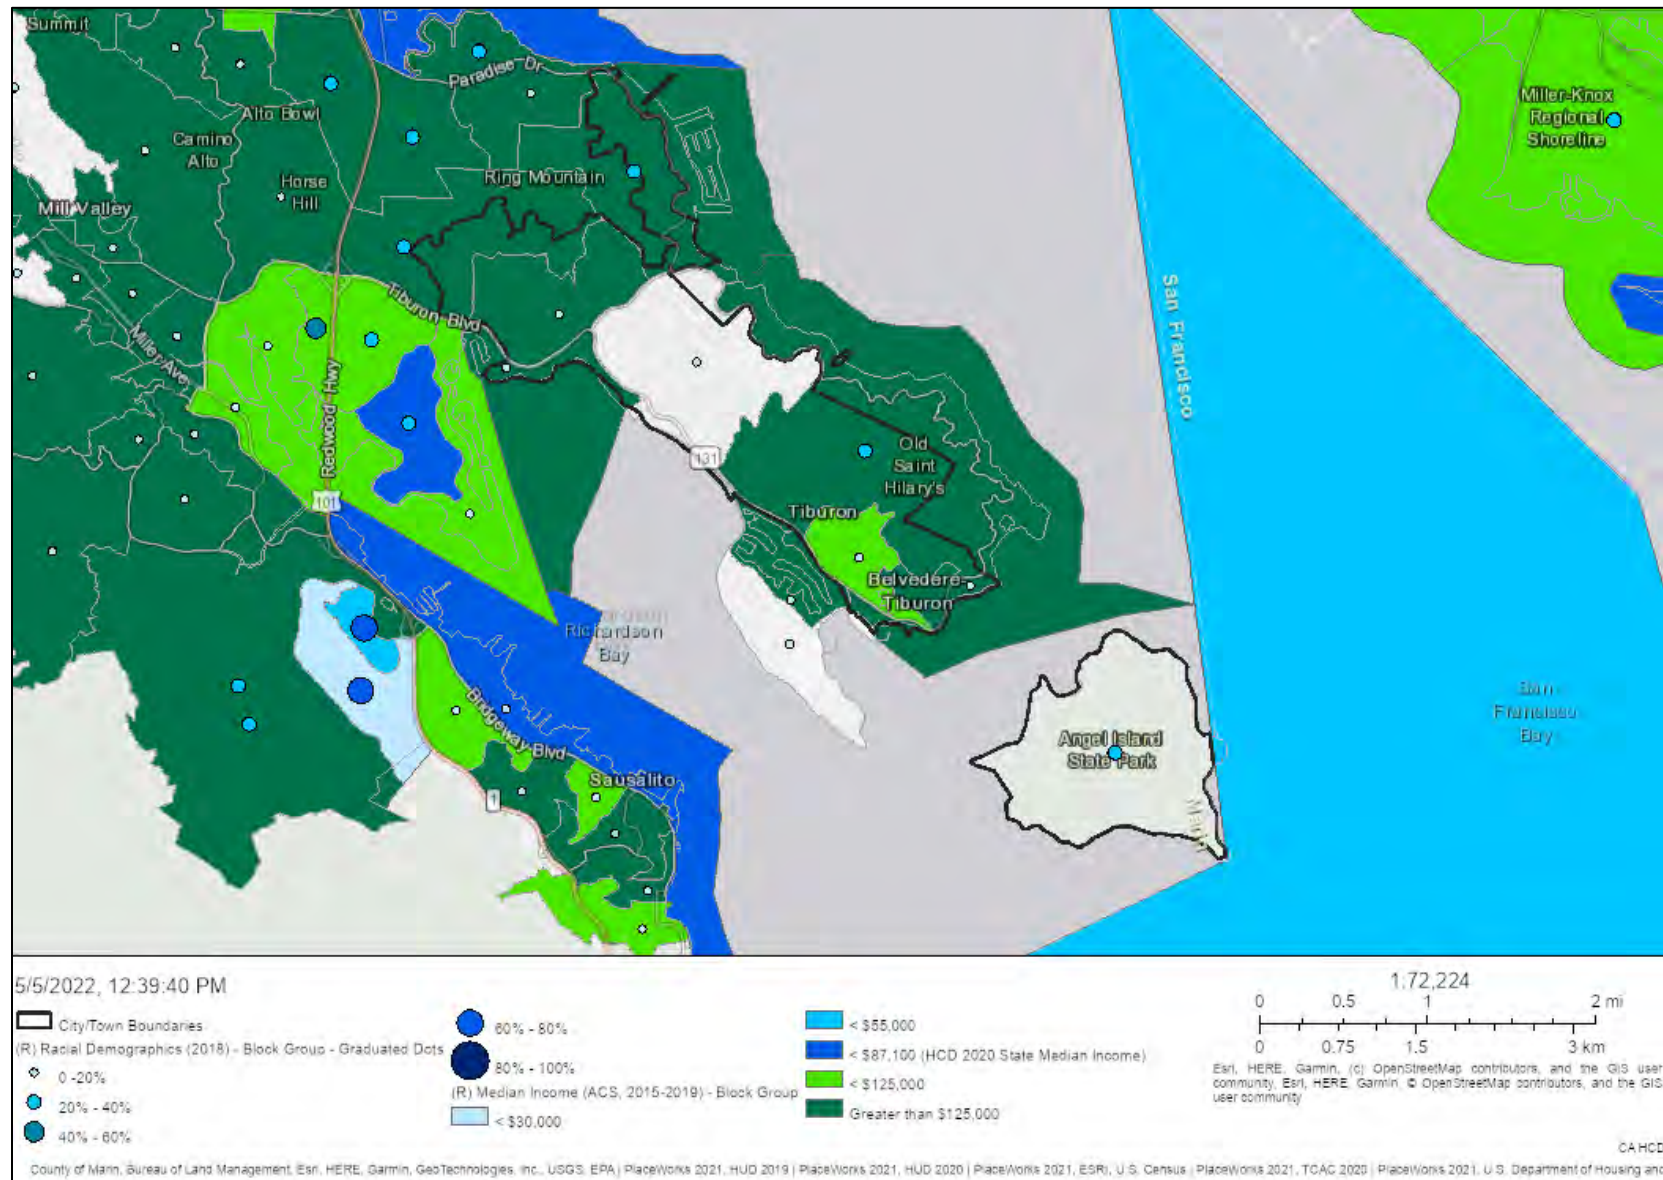 Summit
Paradise Dr
Alto Bowl
Camino
Alto
Horse
Hill
Ring Mountain
Mill Valley
Miller-Knox
Regional
Shoreline
Tiburon Blvd
Miller Ave
Redwood Hwy
San Francisco
131
101
Old
Saint
Hilary's
Tiburon
Belvedere-
Tiburon
Richardson
Bay
Bridgeway Blvd
Sausalito
1
Angel Island
State Park
Marin
San
Francisco
Bay
5/5/2022, 12:39:40 PM
City/Town Boundaries
(R) Racial Demographics (2018) - Block Group - Graduated Dots
0 -20%
20% - 40%
40% - 60%
60% - 80%
80% - 100%
(R) Median Income (ACS, 2015-2019) - Block Group
< $30,000
< $55,000
< $87,100 (HCD 2020 State Median Income)
< $125,000
Greater than $125,000
1:72,224
0 0.5 1 2 mi
0 0.75 1.5 3 km
Esri, HERE, Garmin, (c) OpenStreetMap contributors, and the GIS user
community, Esri, HERE, Garmin, © OpenStreetMap contributors, and the GIS
user community
CA HCD
County of Marin, Bureau of Land Management, Esri, HERE, Garmin, GeoTechnologies, Inc., USGS, EPA | PlaceWorks 2021, HUD 2019 | PlaceWorks 2021, HUD 2020 | PlaceWorks 2021, ESRI, U.S. Census | PlaceWorks 2021, TCAC 2020 | PlaceWorks 2021, U.S. Department of Housing and